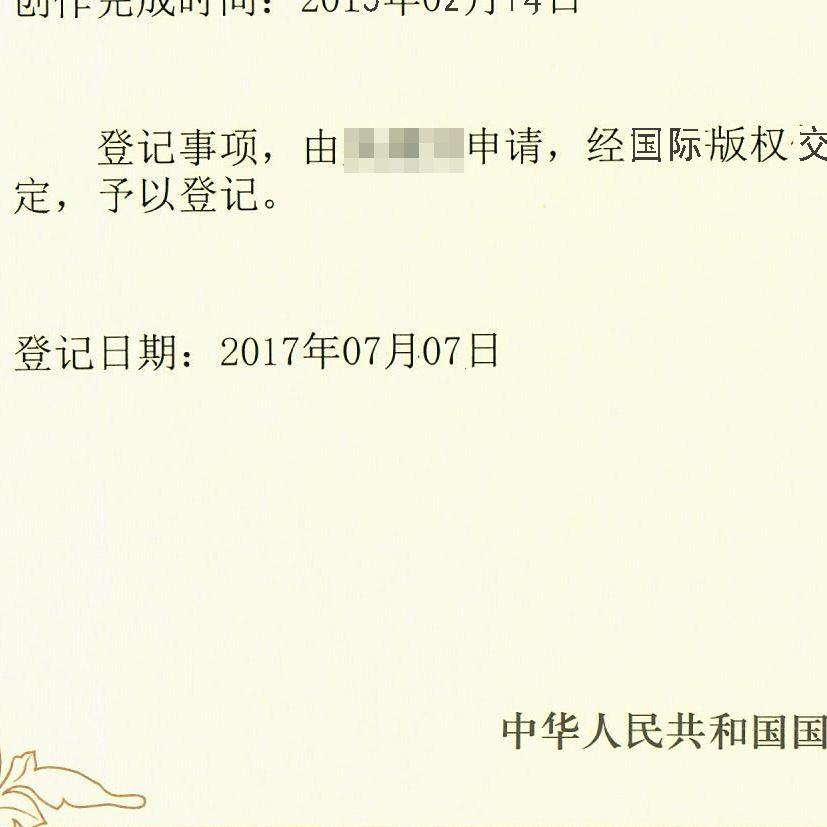 创作完成时间：2015年02月14日
登记事项，由申请，经国际版权交
定，予以登记。
登记日期：2017年07月07日
中华人民共和国国